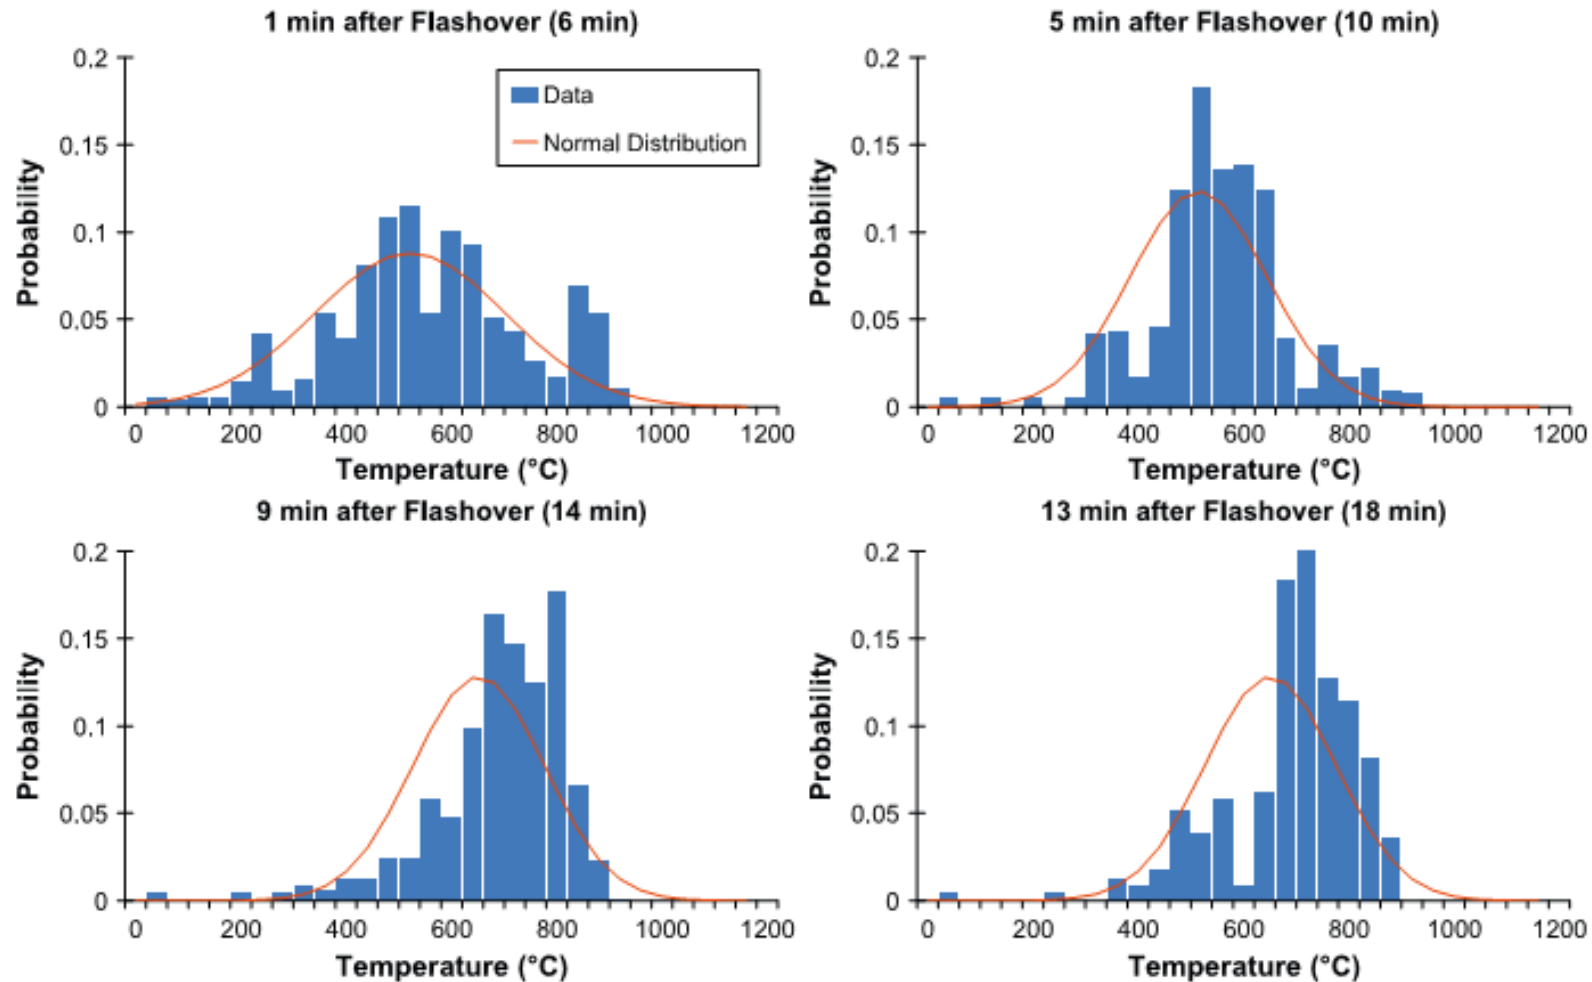 1 min after Flashover (6 min)
0.2
0.15
0.1
0.05
0
Probability
Data
Normal Distribution
0 200 400 600 800 1000 1200
Temperature (°C)
5 min after Flashover (10 min)
0.2
0.15
0.1
0.05
0
Probability
0 200 400 600 800 1000 1200
Temperature (°C)
9 min after Flashover (14 min)
0.2
0.15
0.1
0.05
0
Probability
0 200 400 600 800 1000 1200
Temperature (°C)
13 min after Flashover (18 min)
0.2
0.15
0.1
0.05
0
Probability
0 200 400 600 800 1000 1200
Temperature (°C)